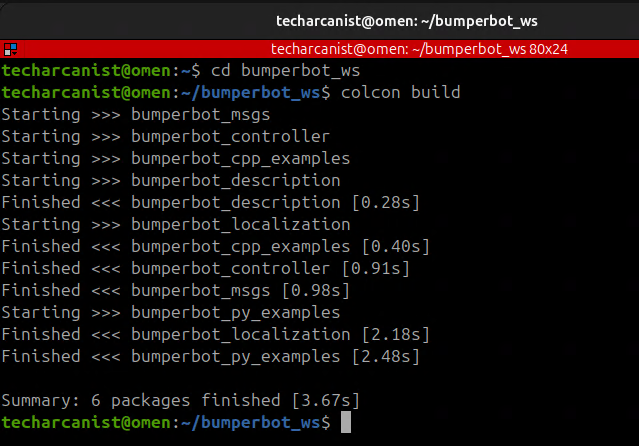 techarcanist@omen: ~/bumperbot_ws
techarcanist@omen: ~/bumperbot_ws 80x24
techarcanist@omen:~$ cd bumperbot_ws
techarcanist@omen:~/bumperbot_ws$ colcon build
Starting >>> bumperbot_msgs
Starting >>> bumperbot_controller
Starting >>> bumperbot_cpp_examples
Starting >>> bumperbot_description
Finished <<< bumperbot_description [0.28s]
Starting >>> bumperbot_localization
Finished <<< bumperbot_cpp_examples [0.40s]
Finished <<< bumperbot_controller [0.91s]
Finished <<< bumperbot_msgs [0.98s]
Starting >>> bumperbot_py_examples
Finished <<< bumperbot_localization [2.18s]
Finished <<< bumperbot_py_examples [2.48s]
Summary: 6 packages finished [3.67s]
techarcanist@omen:~/bumperbot_ws$